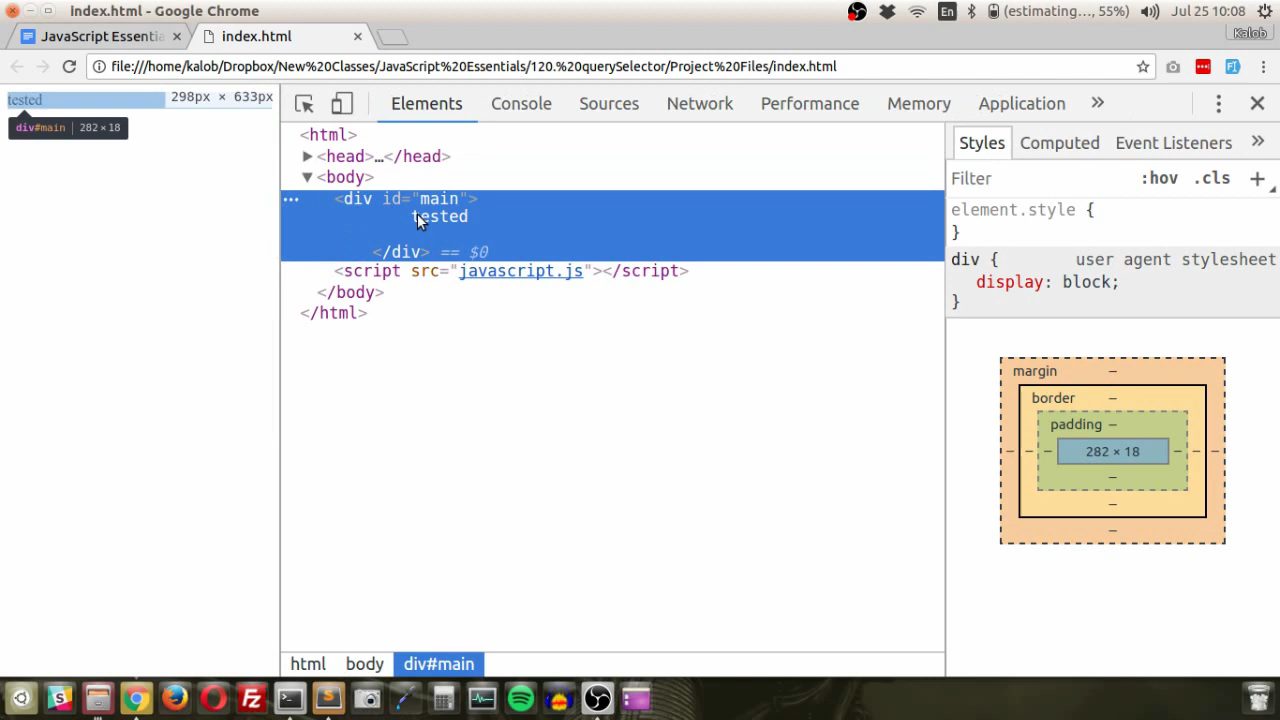 index.html - Google Chrome
En
(estimating..., 55%)
Jul 25 10:08
JavaScript Essentia
index.html
Kalob
file:///home/kalob/Dropbox/New%20Classes/JavaScript%20Essentials/120.%20querySelector/Project%20Files/index.html
tested
298px × 633px
div#main 282×18
Elements
Console
Sources
Network
Performance
Memory
Application
»
<html>
▶<head>…</head>
▼<body>
... <div id="main">
tested
</div> == $0
<script src="javascript.js"></script>
</body>
</html>
Styles
Computed
Event Listeners
»
Filter
:hov
.cls
+
element.style {
}
div {
user agent stylesheet
display: block;
}
margin
–
border
–
padding
–
– – – 282 × 18 – – –
–
–
–
html
body
div#main